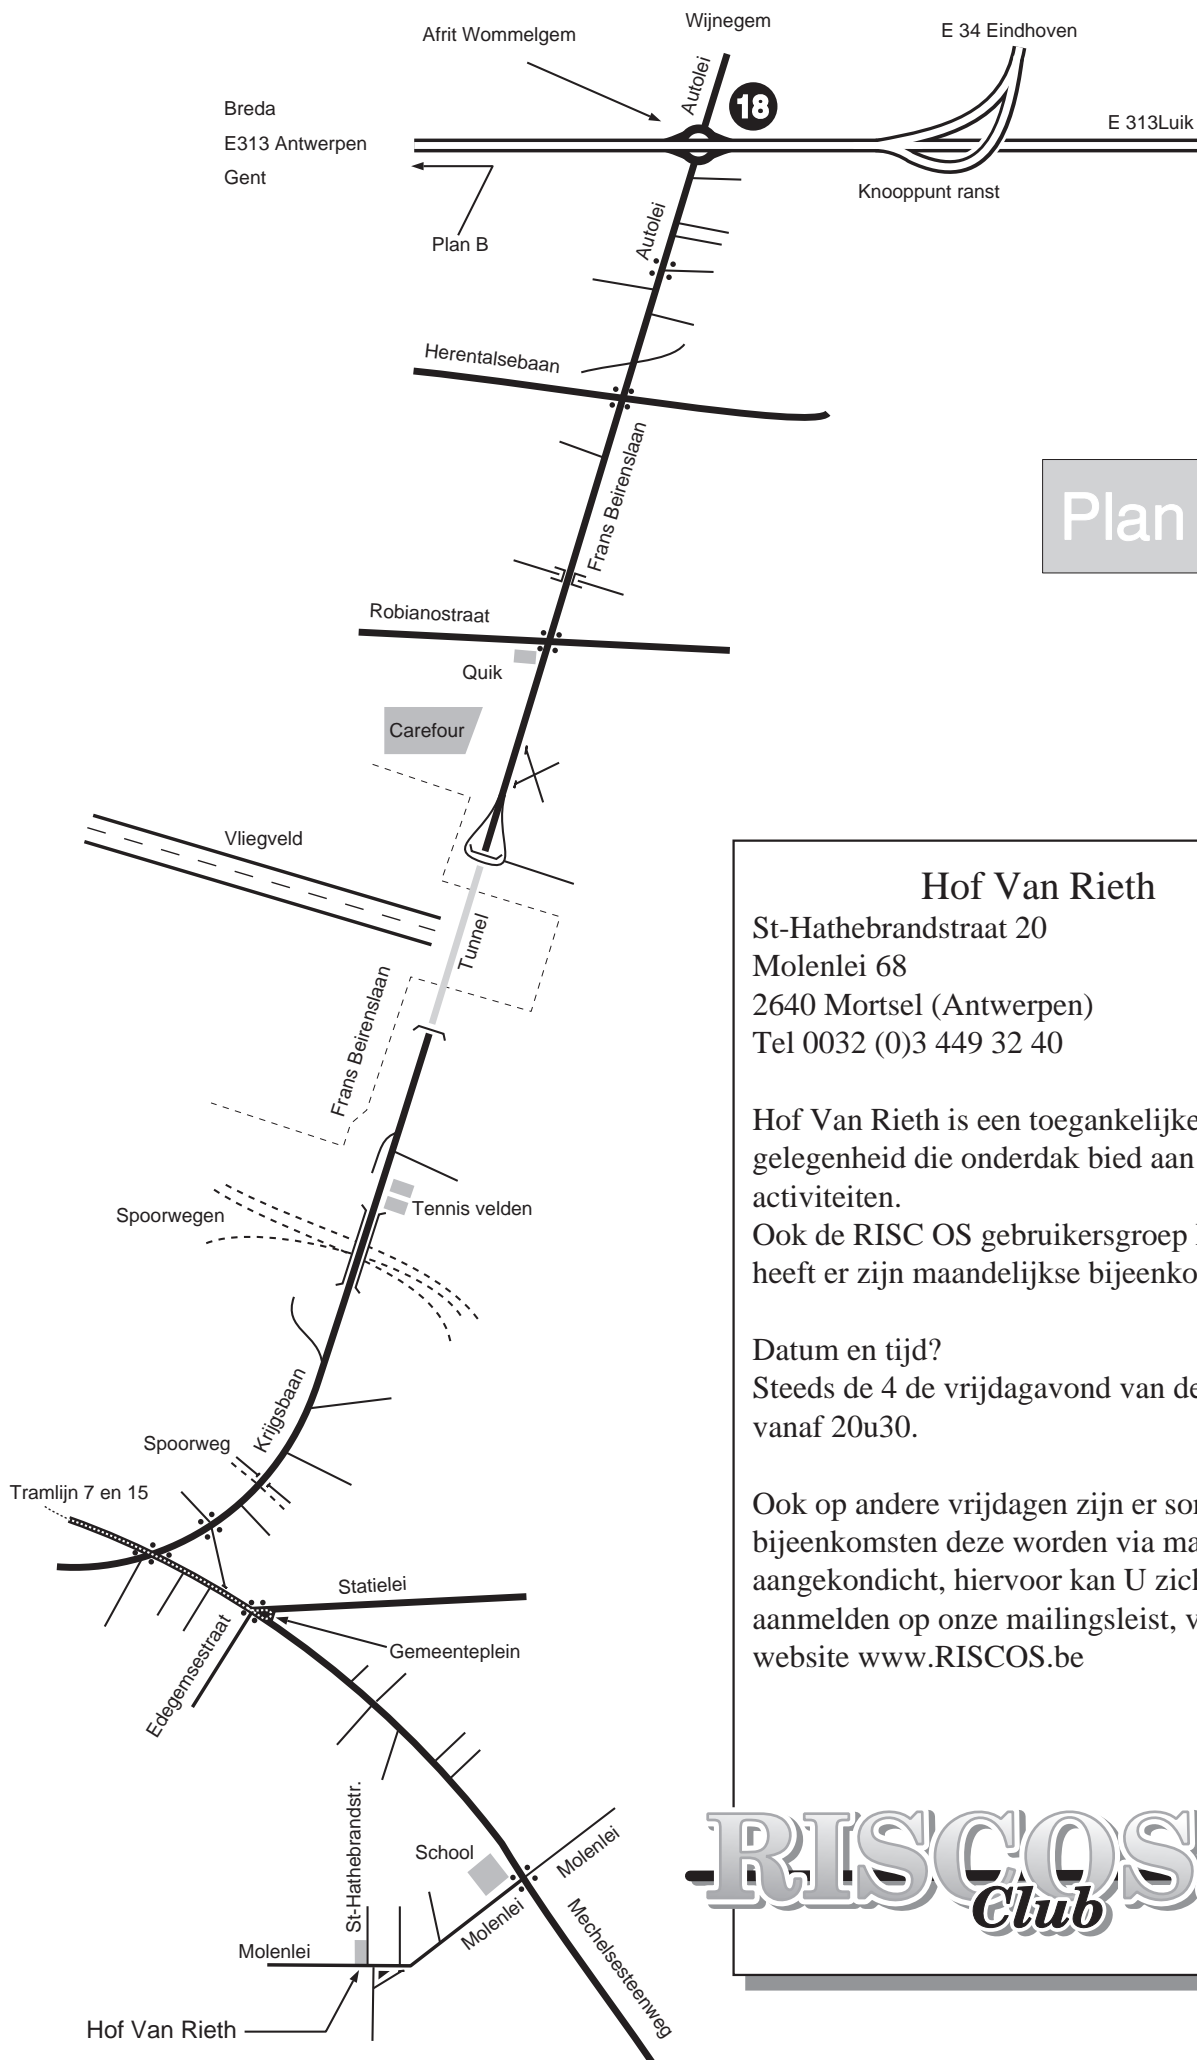 Wijnegem
Afrit Wommelgem
E 34 Eindhoven
Autolei
18
Breda
E 313Luik
E313 Antwerpen
Gent
Knooppunt ranst
Plan B
Autolei
Herentalsebaan
Frans Beirenslaan
Plan
Robianostraat
Quik
Carefour
Vliegveld
Tunnel
Frans Beirenslaan
Spoorwegen
Tennis velden
Krijgsbaan
Spoorweg
Tramlijn 7 en 15
Statielei
Gemeenteplein
Edegemsestraat
St-Hathebrandstr.
School
Molenlei
Molenlei
Molenlei
Mechelsesteenweg
Hof Van Rieth
Hof Van Rieth
St-Hathebrandstraat 20
Molenlei 68
2640 Mortsel (Antwerpen)
Tel 0032 (0)3 449 32 40
Hof Van Rieth is een toegankelijke
gelegenheid die onderdak bied aan
activiteiten.
Ook de RISC OS gebruikersgroep
heeft er zijn maandelijkse bijeenko
Datum en tijd?
Steeds de 4 de vrijdagavond van de
vanaf 20u30.
Ook op andere vrijdagen zijn er som
bijeenkomsten deze worden via ma
aangekondicht, hiervoor kan U zich
aanmelden op onze mailingsleist, v
website www.RISCOS.be
RISCOS
Club